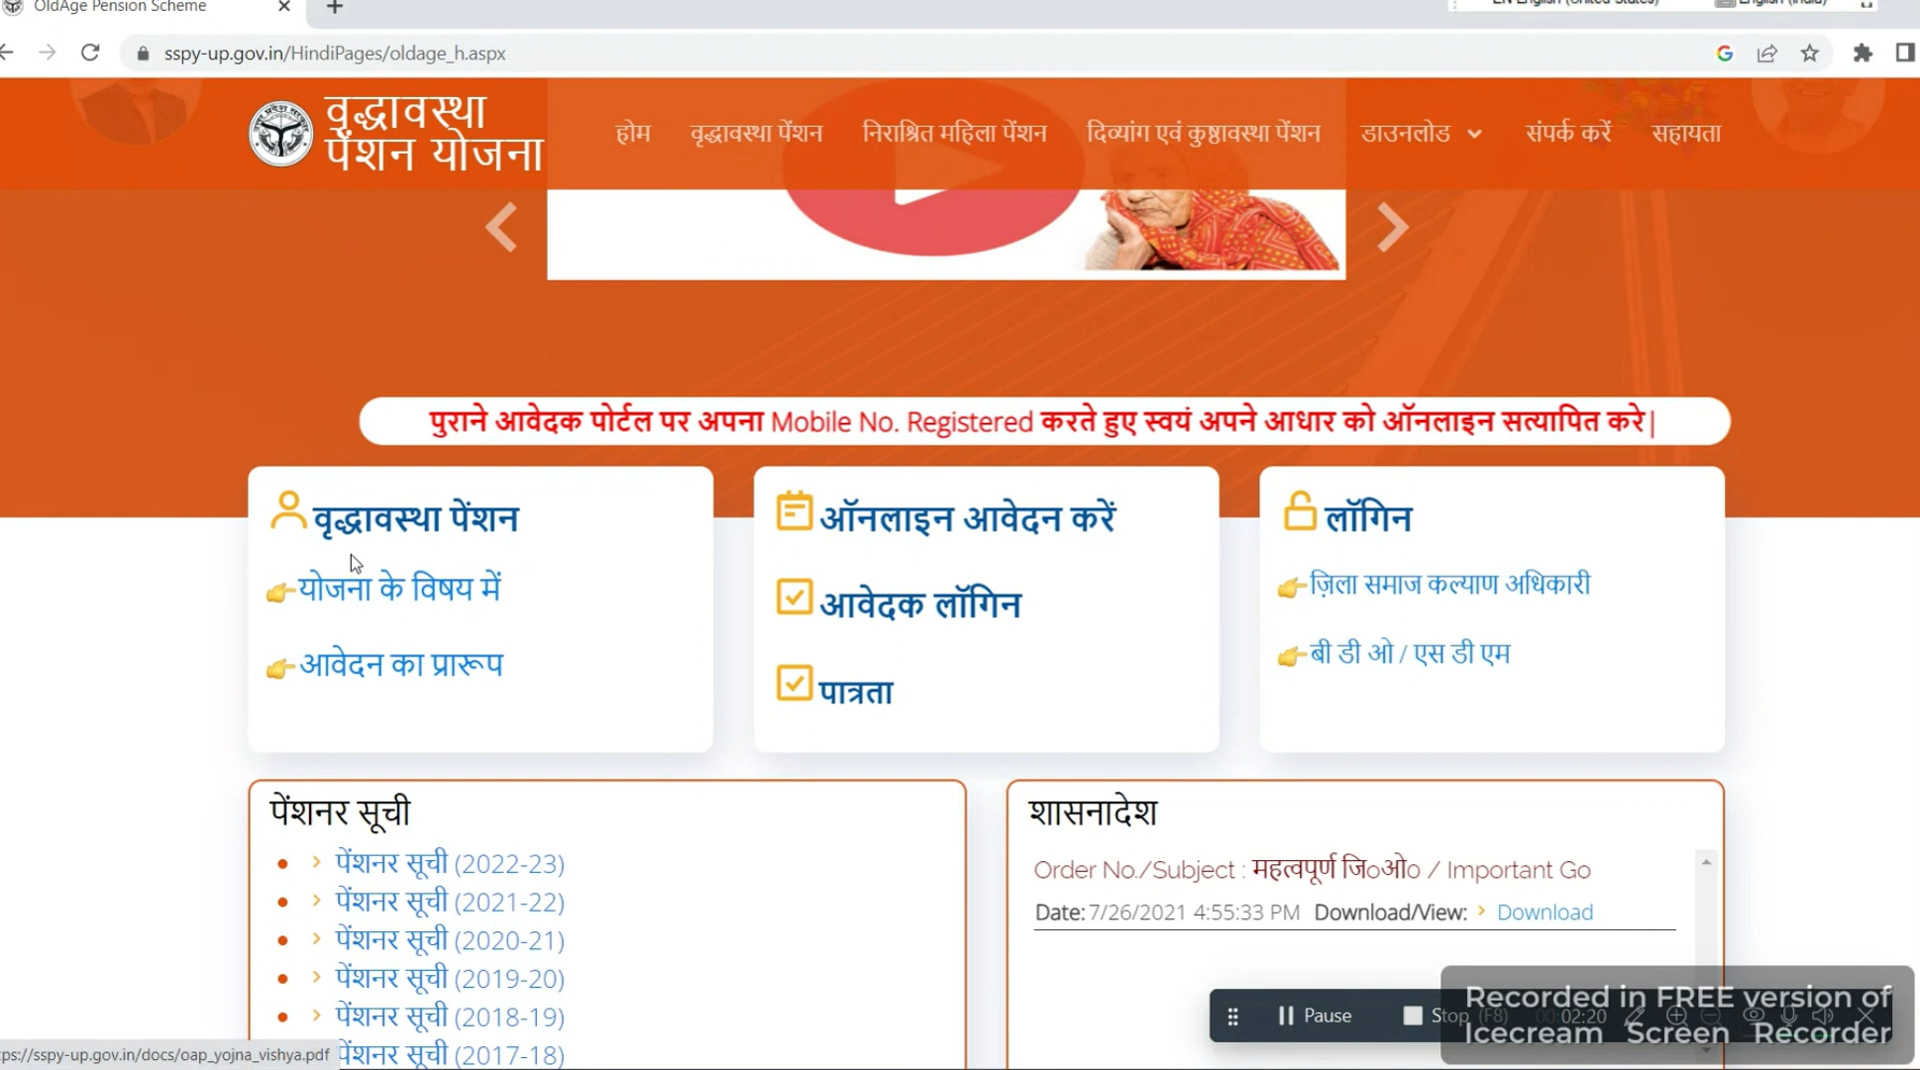 OldAge Pension Scheme
sspy-up.gov.in/HindiPages/oldage_h.aspx
वृद्धावस्था
पेंशन योजना
होम
वृद्धावस्था पेंशन
निराश्रित महिला पेंशन
दिव्यांग एवं कुष्ठावस्था पेंशन
डाउनलोड
संपर्क करें
सहायता
पुराने आवेदक पोर्टल पर अपना Mobile No. Registered करते हुए स्वयं अपने आधार को ऑनलाइन सत्यापित करे|
वृद्धावस्था पेंशन
योजना के विषय में
आवेदन का प्रारूप
ऑनलाइन आवेदन करें
आवेदक लॉगिन
पात्रता
लॉगिन
ज़िला समाज कल्याण अधिकारी
बी डी ओ / एस डी एम
पेंशनर सूची
पेंशनर सूची (2022-23)
पेंशनर सूची (2021-22)
पेंशनर सूची (2020-21)
पेंशनर सूची (2019-20)
पेंशनर सूची (2018-19)
पेंशनर सूची (2017-18)
शासनादेश
Order No./Subject : महत्वपूर्ण जि०ओ० / Important Go
Date: 7/26/2021 4:55:33 PM Download/View: Download
Pause
Stop (F8)
00:02:20
Recorded in FREE version of
Icecream Screen Recorder
tps://sspy-up.gov.in/docs/oap_yojna_vishya.pdf